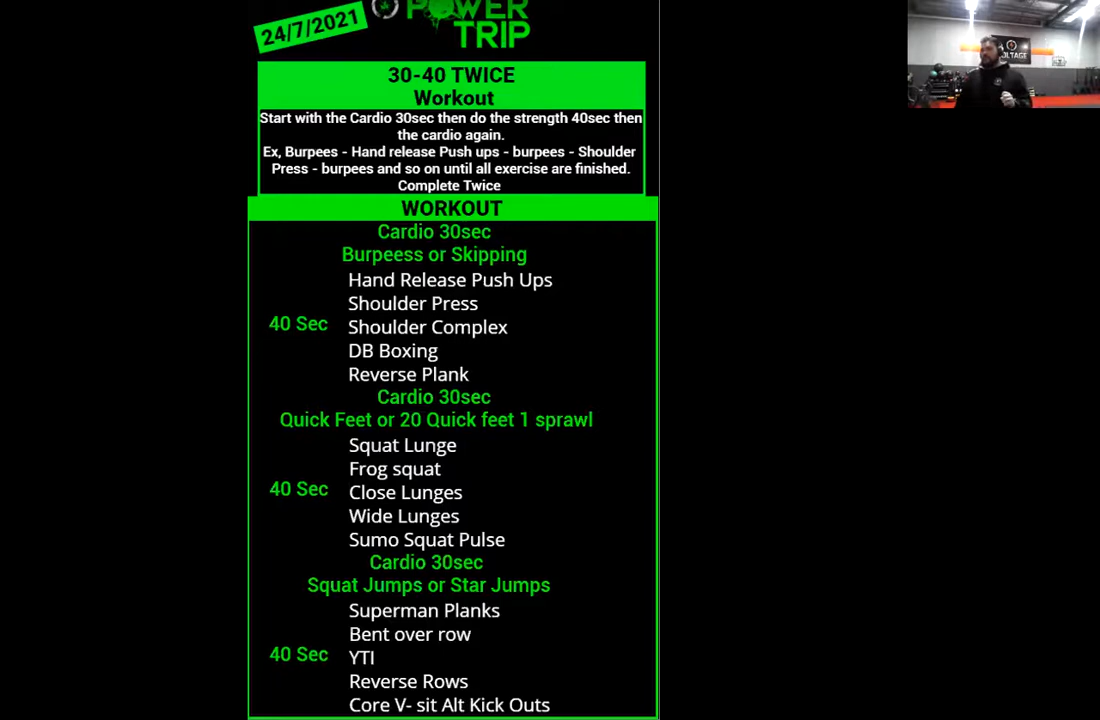 24/7/2021
POWER
TRIP
30-40 TWICE
Workout
Start with the Cardio 30sec then do the strength 40sec then
the cardio again.
Ex, Burpees - Hand release Push ups - burpees - Shoulder
Press - burpees and so on until all exercise are finished.
Complete Twice
WORKOUT
Cardio 30sec
Burpeess or Skipping
40 Sec
Hand Release Push Ups
Shoulder Press
Shoulder Complex
DB Boxing
Reverse Plank
Cardio 30sec
Quick Feet or 20 Quick feet 1 sprawl
40 Sec
Squat Lunge
Frog squat
Close Lunges
Wide Lunges
Sumo Squat Pulse
Cardio 30sec
Squat Jumps or Star Jumps
40 Sec
Superman Planks
Bent over row
YTI
Reverse Rows
Core V- sit Alt Kick Outs